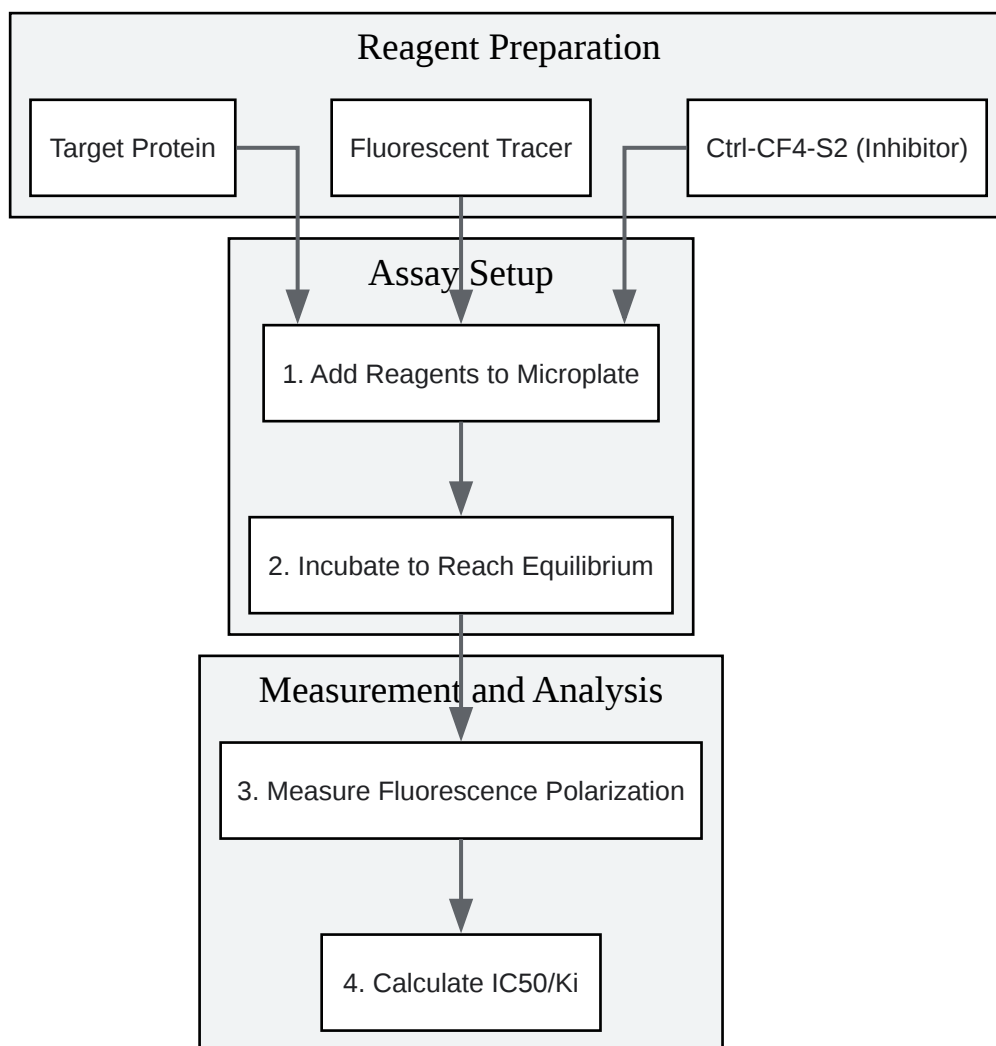 Reagent Preparation
Target Protein
Fluorescent Tracer
Ctrl-CF4-S2 (Inhibitor)
Assay Setup
1. Add Reagents to Microplate
2. Incubate to Reach Equilibrium
Measurement and Analysis
3. Measure Fluorescence Polarization
4. Calculate IC50/Ki